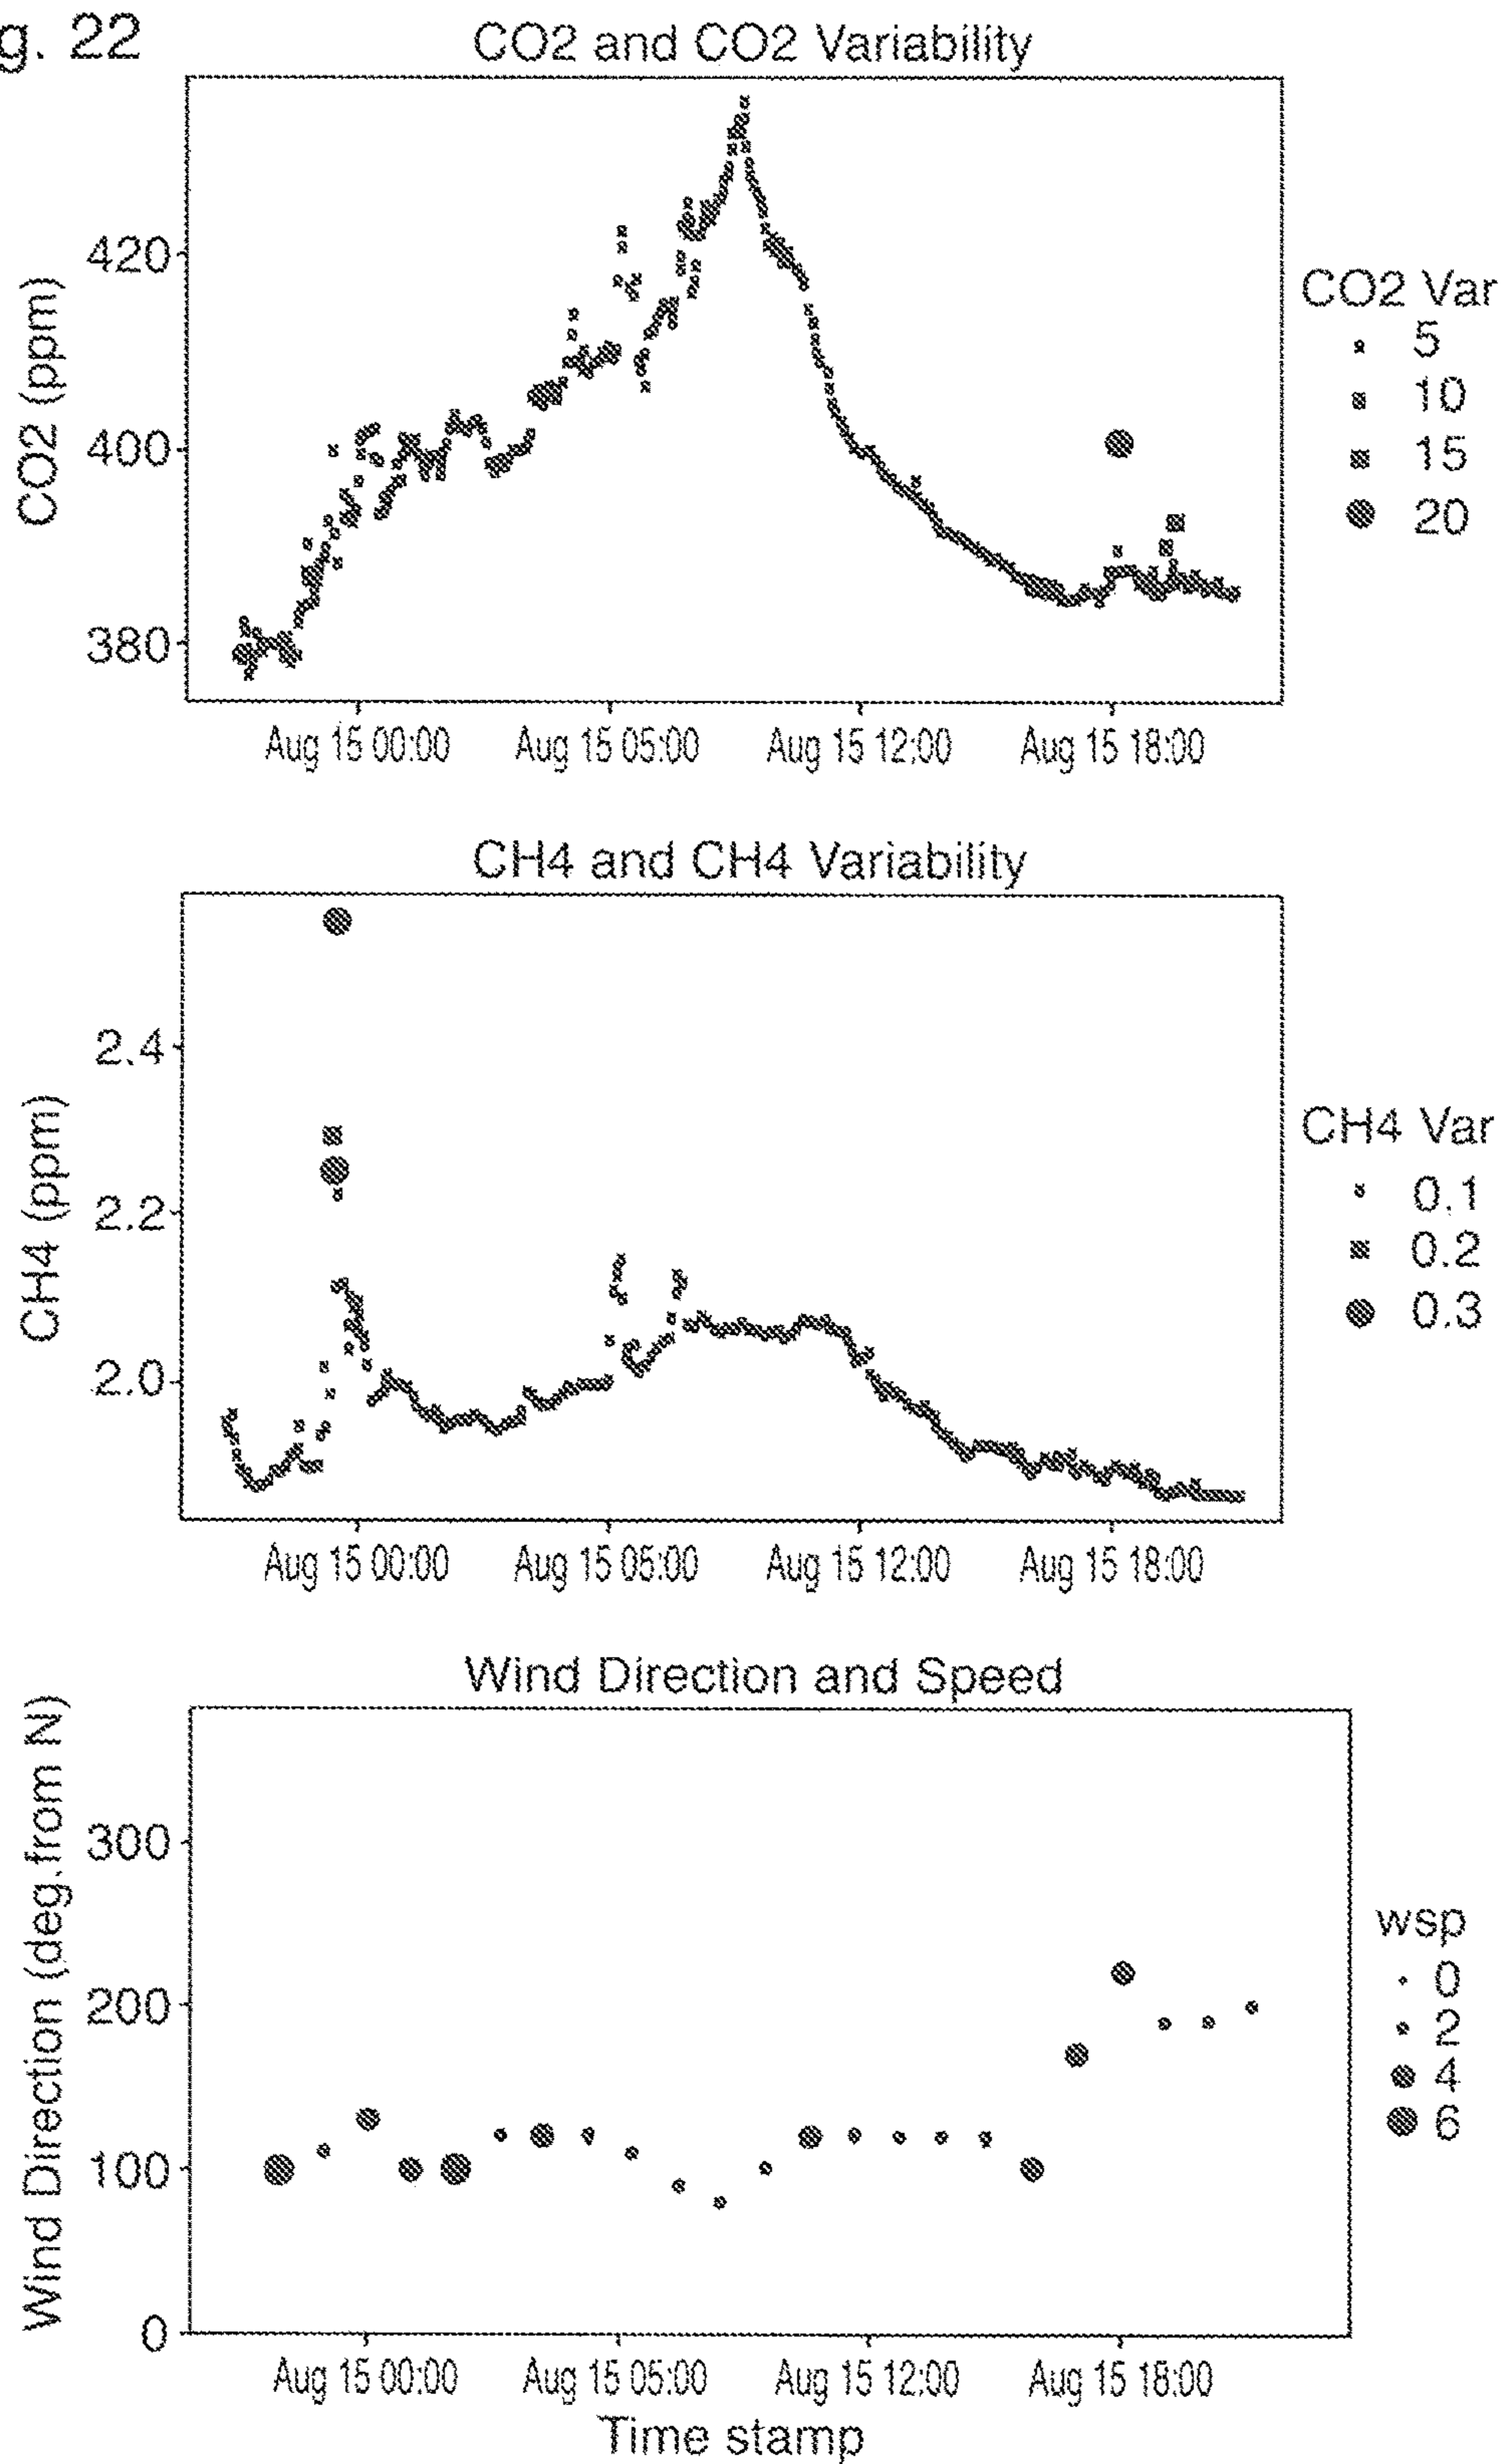 g. 22
CO2 and CO2 Variability
CO2 (ppm)
420
400
380
Aug 15 00:00 Aug 15 05:00 Aug 15 12:00 Aug 15 18:00
CO2 Var
5
10
15
20
CH4 and CH4 Variability
CH4 (ppm)
2.4
2.2
2.0
Aug 15 00:00 Aug 15 05:00 Aug 15 12:00 Aug 15 18:00
CH4 Var
0.1
0.2
0.3
Wind Direction and Speed
Wind Direction (deg.from N)
300
200
100
0
Aug 15 00:00 Aug 15 05:00 Aug 15 12:00 Aug 15 18:00
Time stamp
wsp
0
2
4
6